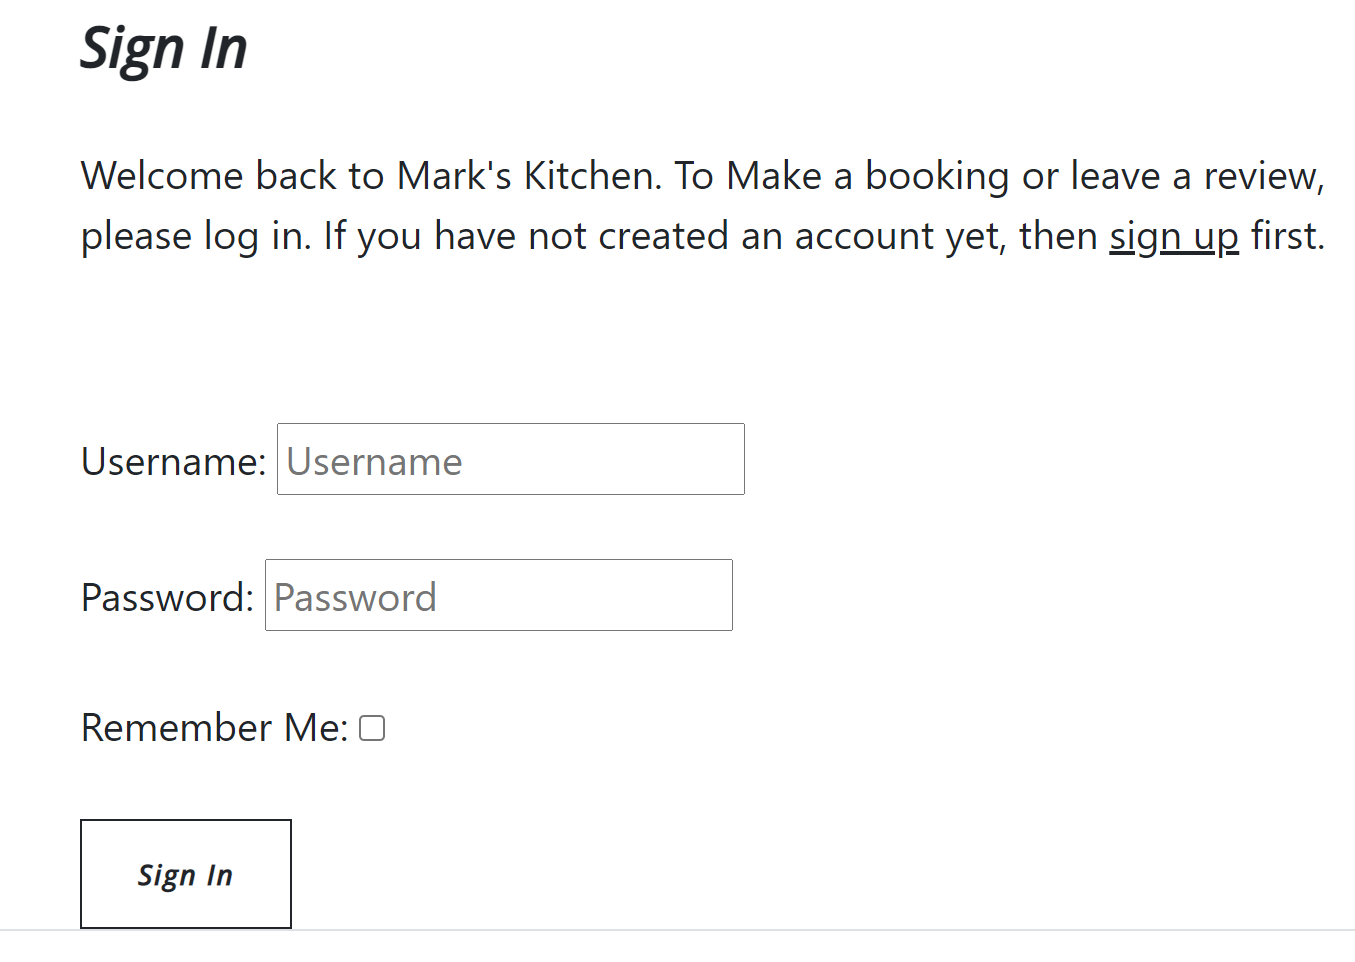 Sign In
Welcome back to Mark's Kitchen. To Make a booking or leave a review,
please log in. If you have not created an account yet, then sign up first.
Username: Username
Password: Password
Remember Me:
Sign In